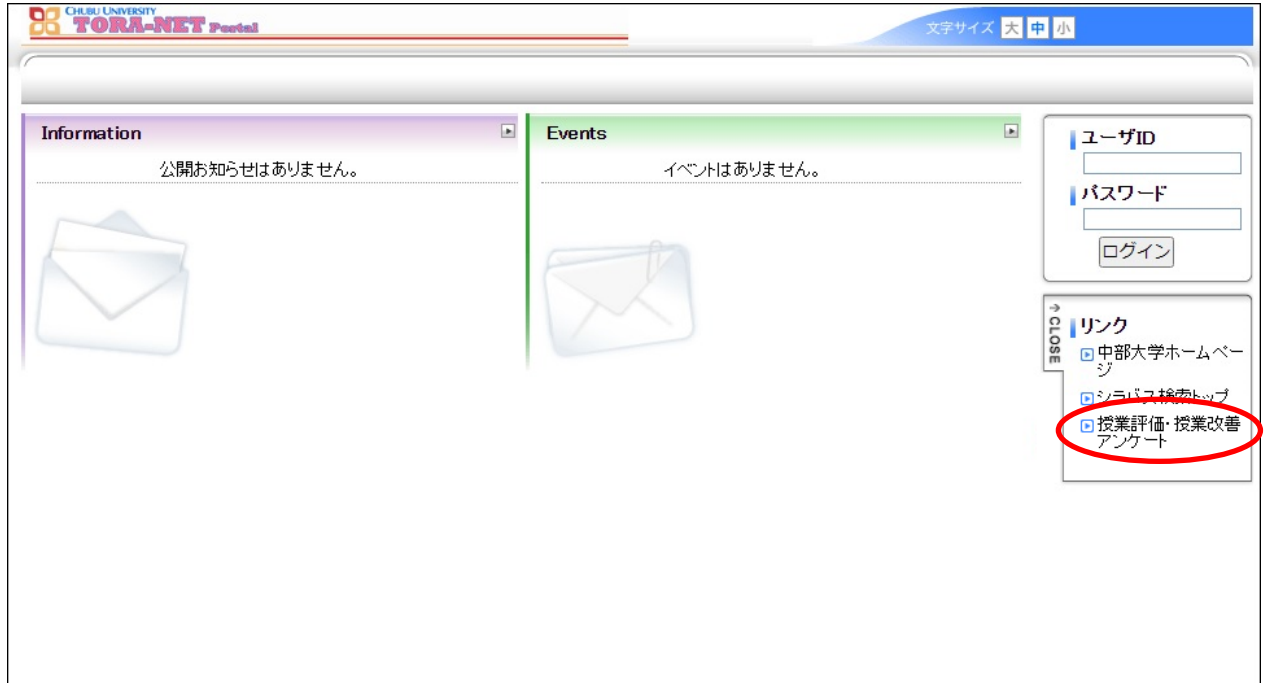 CHUBU UNIVERSITY
TORA-NET Portal
文字サイズ 大 中 小
Information
公開お知らせはありません。
Events
イベントはありません。
ユーザID
パスワード
ログイン
→CLOSE
リンク
中部大学ホームペー
ジ
シラバス検索トップ
授業評価・授業改善
アンケート